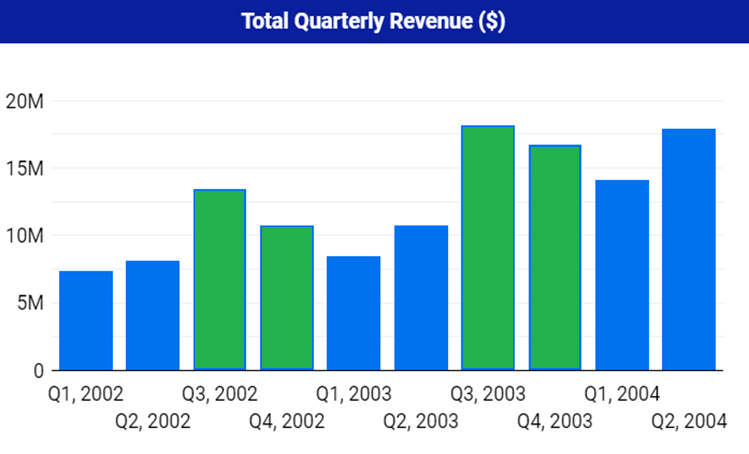 Total Quarterly Revenue ($)
20M
15M
10M
5M
0
Q1, 2002
Q2, 2002
Q3, 2002
Q4, 2002
Q1, 2003
Q2, 2003
Q3, 2003
Q4, 2003
Q1, 2004
Q2, 2004